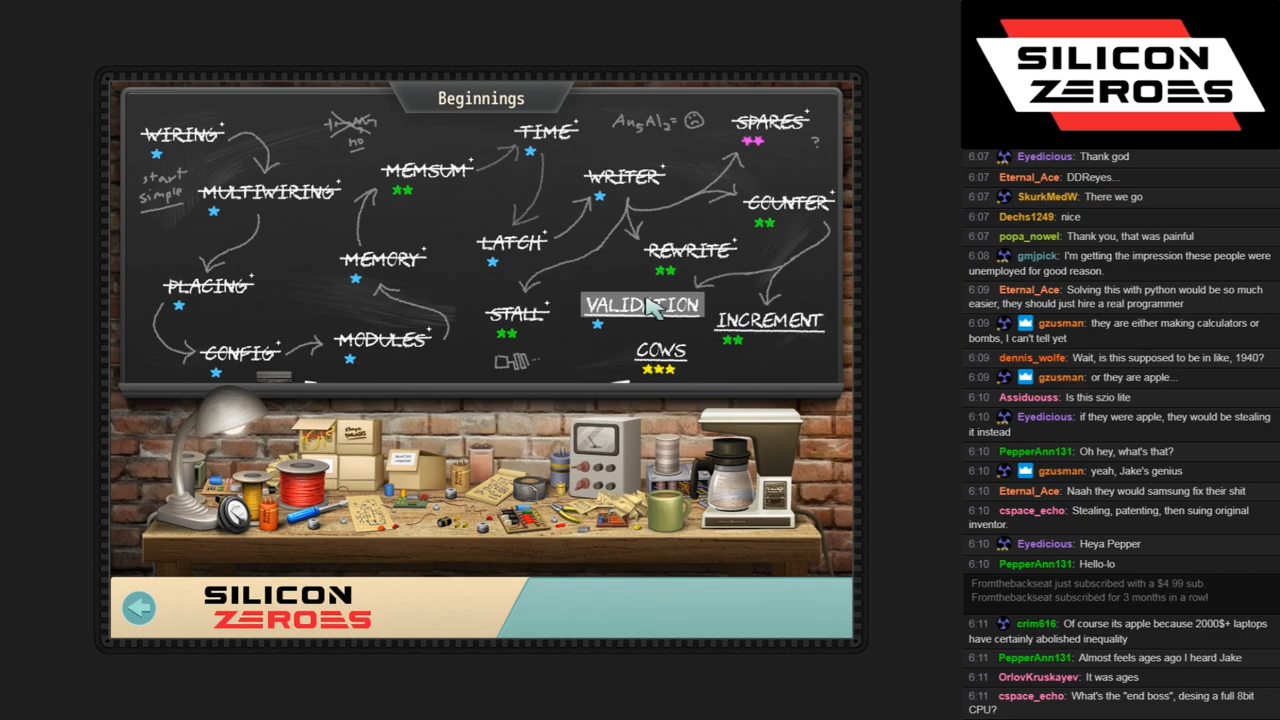 Beginnings
WIRING
start
simple
no
MULTIWIRING
MEMSUM
TIME
Au5Al2=
SPARES
?
WRITER
COUNTER
LATCH
REWRITE
MEMORY
PLACING
STALL
VALIDATION
INCREMENT
CONFIG
MODULES
COWS
SILICON
ZEROES
SILICON
ZEROES
6:07 Eyedicious: Thank god
6:07 Eternal_Ace: DDReyes...
6:07 SkurkMedW: There we go
6:07 Dechs1249: nice
6:07 popa_nowel: Thank you, that was painful
6:08 gmjpick: I'm getting the impression these people were
unemployed for good reason.
6:09 Eternal_Ace: Solving this with python would be so much
easier, they should just hire a real programmer
6:09 gzusman: they are either making calculators or
bombs, I can't tell yet
6:09 dennis_wolfe: Wait, is this supposed to be in like, 1940?
6:09 gzusman: or they are apple...
6:10 Assiduouss: Is this szio lite
6:10 Eyedicious: if they were apple, they would be stealing
it instead
6:10 PepperAnn131: Oh hey, what's that?
6:10 gzusman: yeah, Jake's genius
6:10 Eternal_Ace: Naah they would samsung fix their shit
6:10 cspace_echo: Stealing, patenting, then suing original
inventor.
6:10 Eyedicious: Heya Pepper
6:10 PepperAnn131: Hello-lo
Fromthebackseat just subscribed with a $4.99 sub.
Fromthebackseat subscribed for 3 months in a row!
6:11 crim616: Of course its apple because 2000$+ laptops
have certainly abolished inequality
6:11 PepperAnn131: Almost feels ages ago I heard Jake
6:11 OrlovKruskayev: It was ages
6:11 cspace_echo: What's the "end boss", desing a full 8bit
CPU?